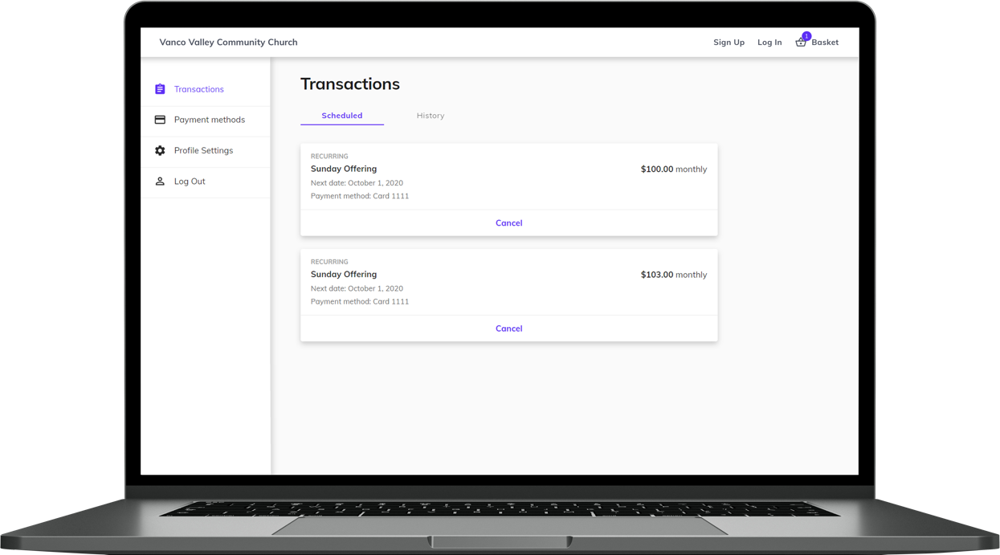 Vanco Valley Community Church
Sign Up Log In 1 Basket
Transactions
Payment methods
Profile Settings
Log Out
Transactions
Scheduled History
RECURRING
Sunday Offering $100.00 monthly
Next date: October 1, 2020
Payment method: Card 1111
Cancel
RECURRING
Sunday Offering $103.00 monthly
Next date: October 1, 2020
Payment method: Card 1111
Cancel